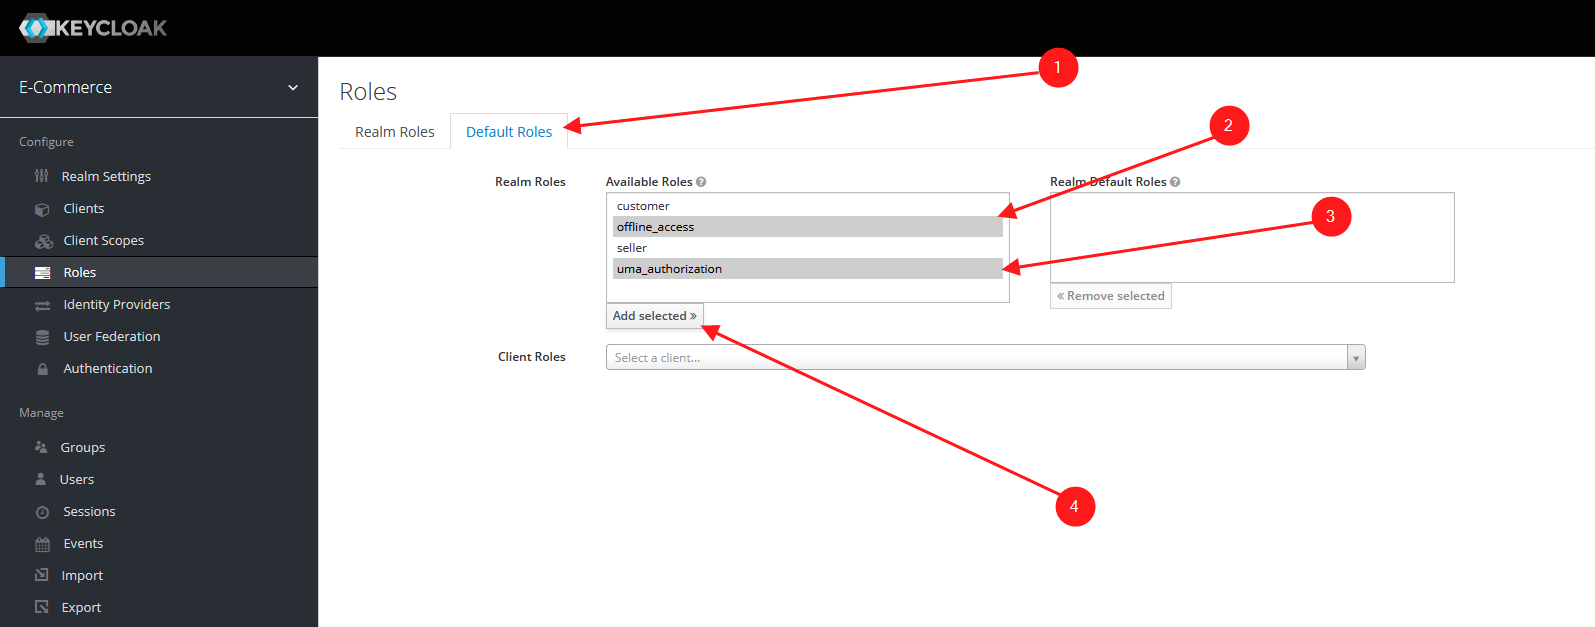 KEYCLOAK
E-Commerce
Configure
Realm Settings
Clients
Client Scopes
Roles
Identity Providers
User Federation
Authentication
Manage
Groups
Users
Sessions
Events
Import
Export
Roles
Realm Roles
Default Roles
1
2
3
4
Realm Roles
Available Roles ?
customer
offline_access
seller
uma_authorization
Add selected »
Realm Default Roles ?
« Remove selected
Client Roles
Select a client...